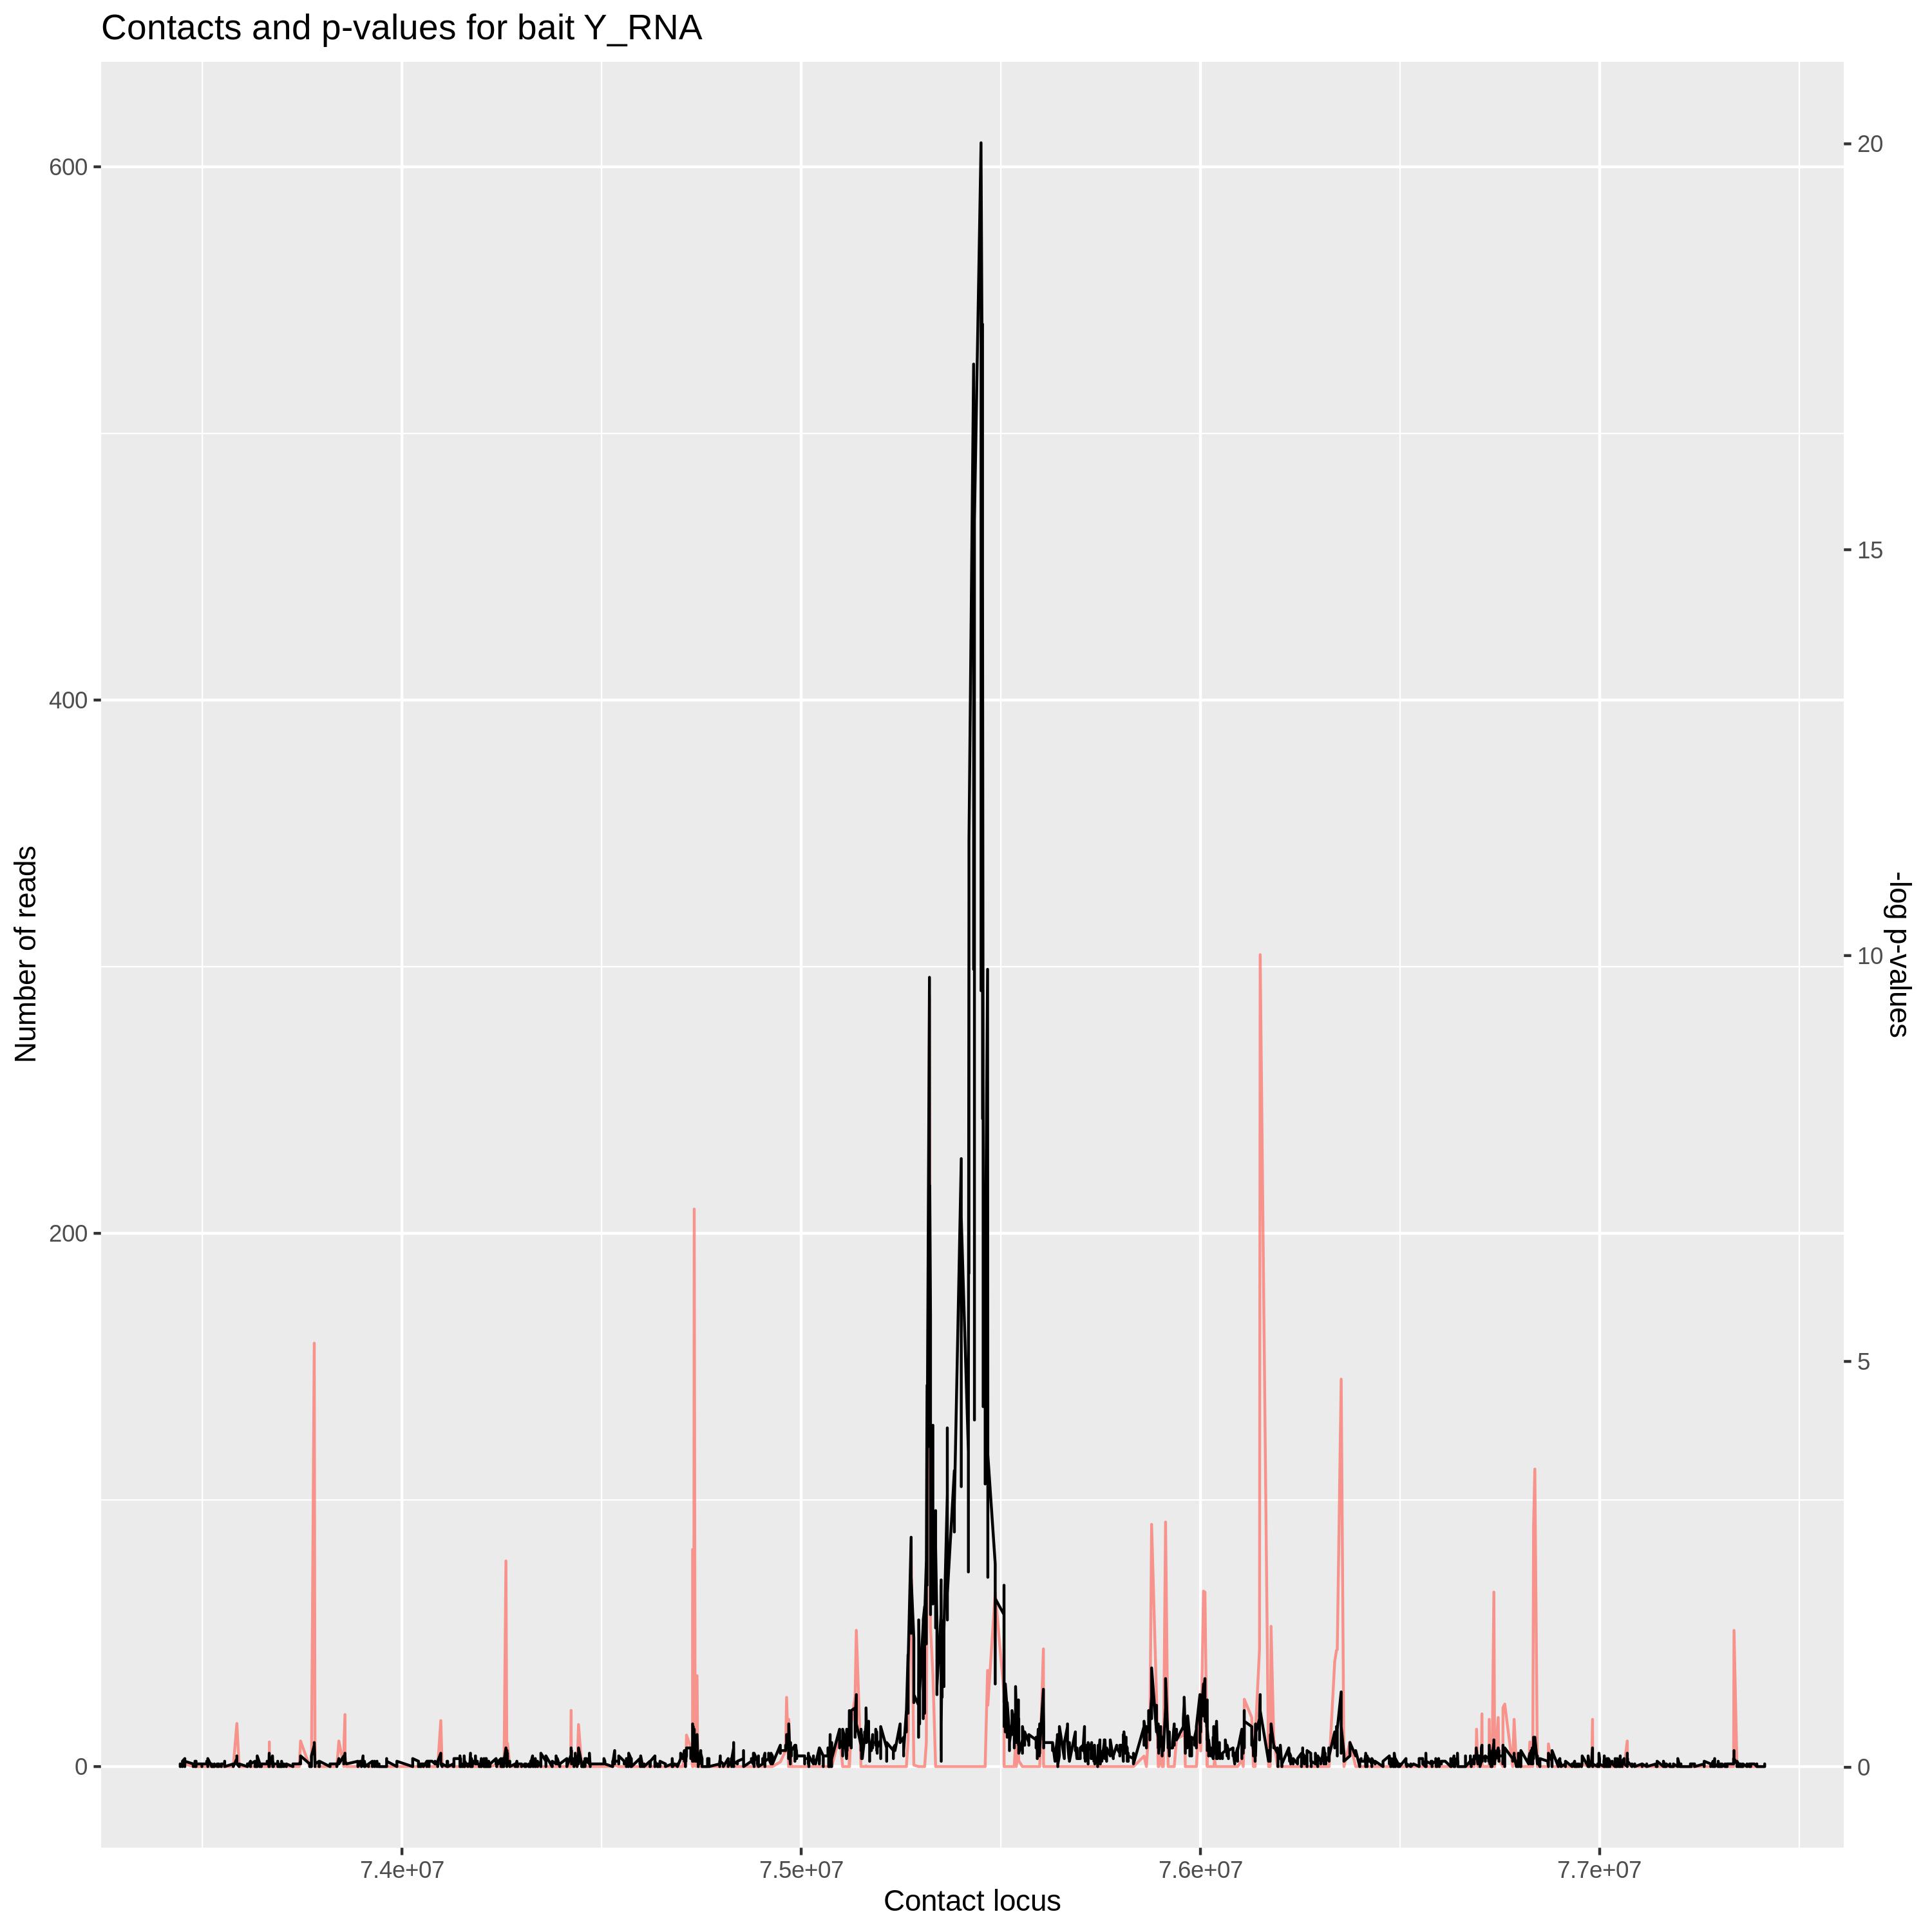 Contacts and p-values for bait Y_RNA
600
400
200
0
Number of reads
20
15
10
5
0
-log p-values
7.4e+07
7.5e+07
7.6e+07
7.7e+07
Contact locus